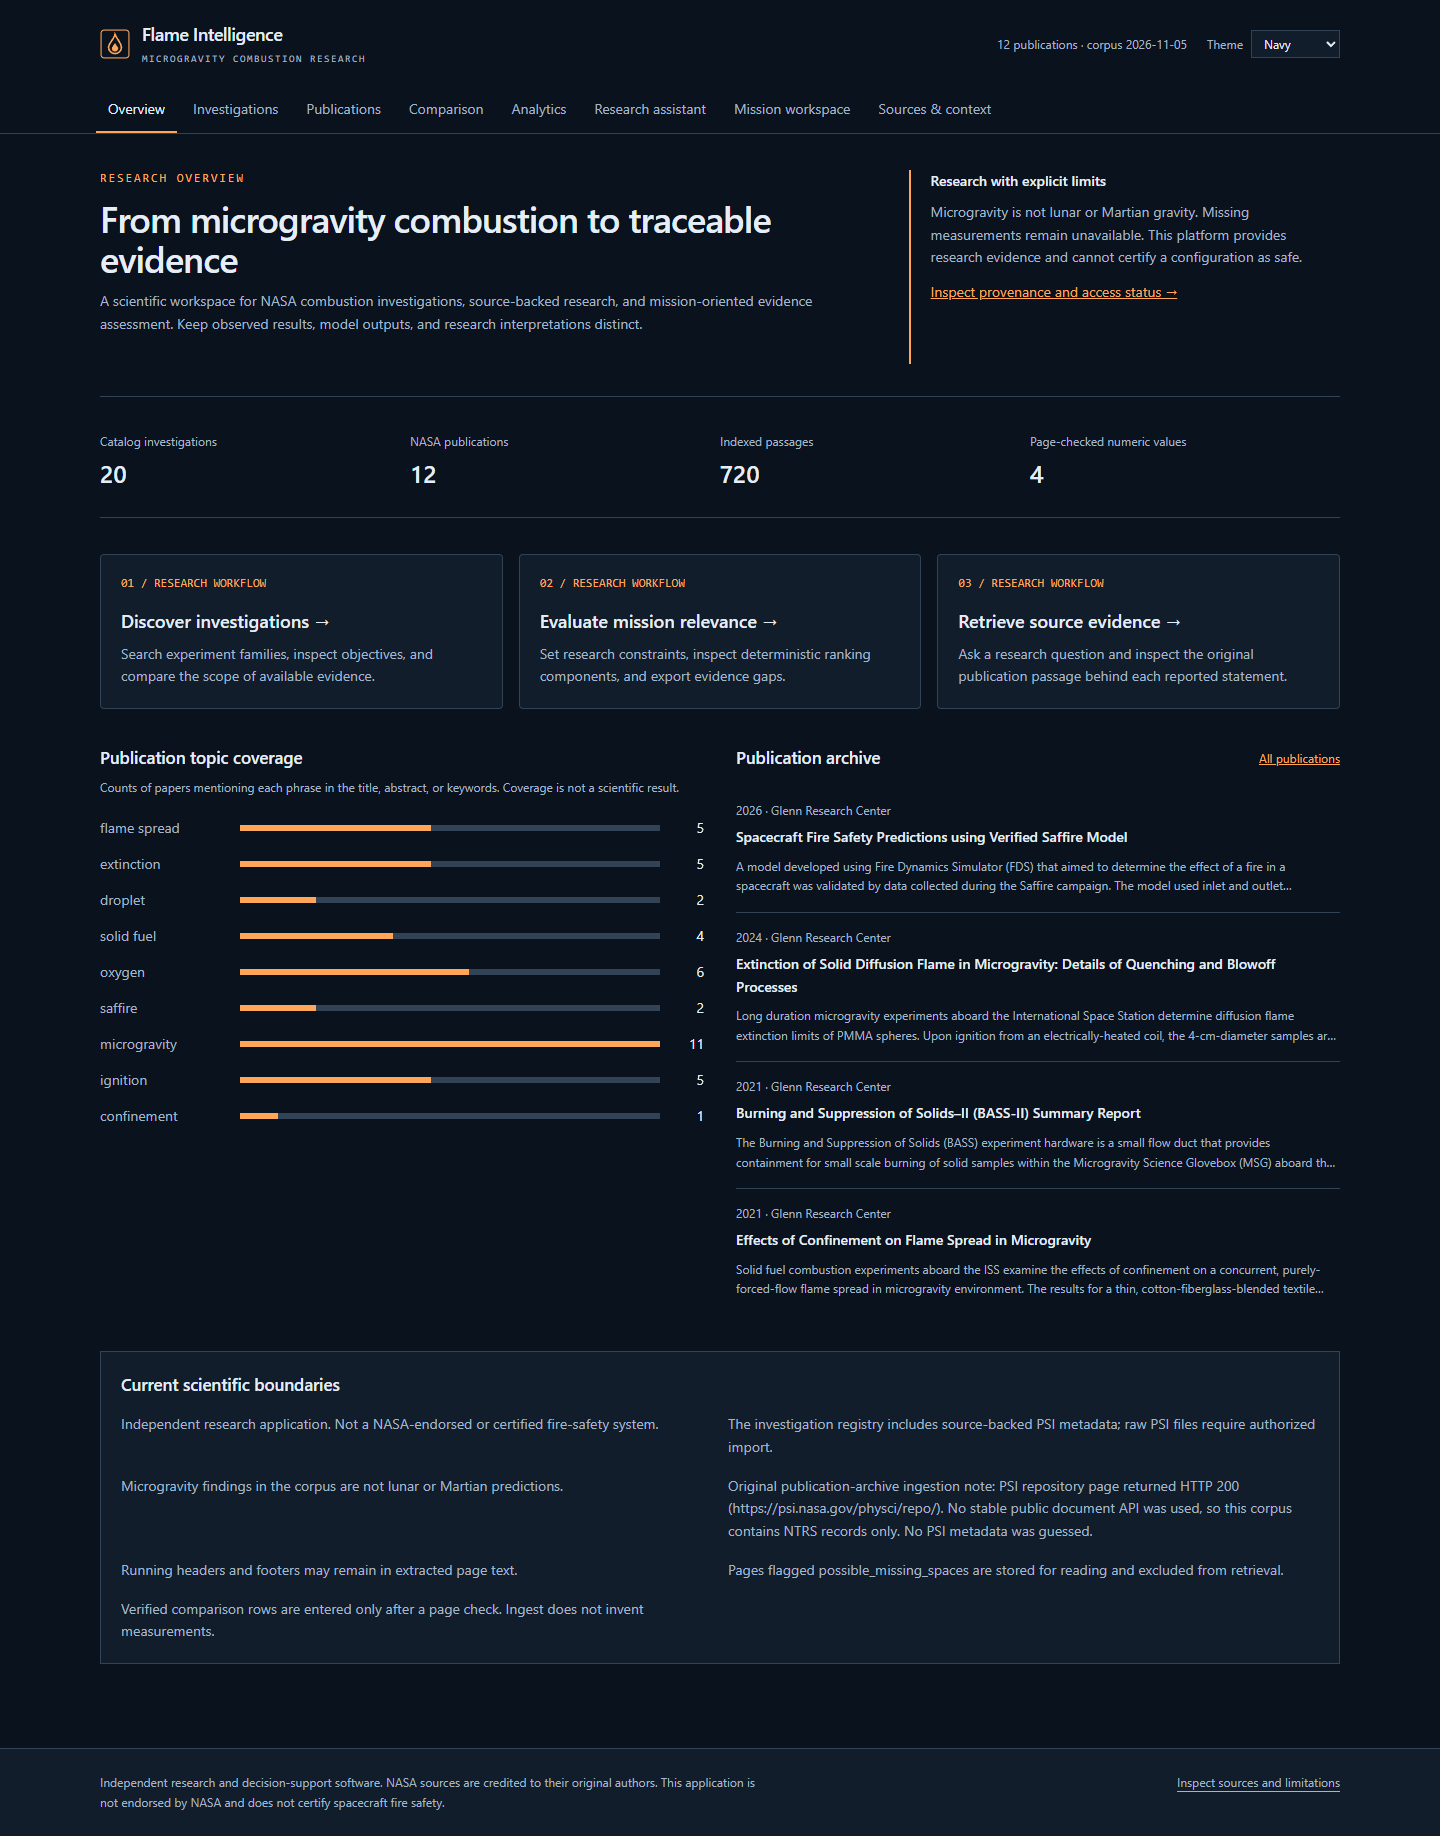 Flame Intelligence
MICROGRAVITY COMBUSTION RESEARCH
12 publications · corpus 2026-11-05
Theme
Navy
Overview
Investigations
Publications
Comparison
Analytics
Research assistant
Mission workspace
Sources & context
RESEARCH OVERVIEW
From microgravity combustion to traceable
evidence
A scientific workspace for NASA combustion investigations, source-backed research, and mission-oriented evidence
assessment. Keep observed results, model outputs, and research interpretations distinct.
Research with explicit limits
Microgravity is not lunar or Martian gravity. Missing
measurements remain unavailable. This platform provides
research evidence and cannot certify a configuration as safe.
Inspect provenance and access status →
Catalog investigations
20
NASA publications
12
Indexed passages
720
Page-checked numeric values
4
01 / RESEARCH WORKFLOW
Discover investigations →
Search experiment families, inspect objectives, and
compare the scope of available evidence.
02 / RESEARCH WORKFLOW
Evaluate mission relevance →
Set research constraints, inspect deterministic ranking
components, and export evidence gaps.
03 / RESEARCH WORKFLOW
Retrieve source evidence →
Ask a research question and inspect the original
publication passage behind each reported statement.
Publication topic coverage
Counts of papers mentioning each phrase in the title, abstract, or keywords. Coverage is not a scientific result.
flame spread 5
extinction 5
droplet 2
solid fuel 4
oxygen 6
saffire 2
microgravity 11
ignition 5
confinement 1
Publication archive
All publications
2026 · Glenn Research Center
Spacecraft Fire Safety Predictions using Verified Saffire Model
A model developed using Fire Dynamics Simulator (FDS) that aimed to determine the effect of a fire in a
spacecraft was validated by data collected during the Saffire campaign. The model used inlet and outlet...
2024 · Glenn Research Center
Extinction of Solid Diffusion Flame in Microgravity: Details of Quenching and Blowoff
Processes
Long duration microgravity experiments aboard the International Space Station determine diffusion flame
extinction limits of PMMA spheres. Upon ignition from an electrically-heated coil, the 4-cm-diameter samples ar...
2021 · Glenn Research Center
Burning and Suppression of Solids–II (BASS-II) Summary Report
The Burning and Suppression of Solids (BASS) experiment hardware is a small flow duct that provides
containment for small scale burning of solid samples within the Microgravity Science Glovebox (MSG) aboard th...
2021 · Glenn Research Center
Effects of Confinement on Flame Spread in Microgravity
Solid fuel combustion experiments aboard the ISS examine the effects of confinement on a concurrent, purely-
forced-flow flame spread in microgravity environment. The results for a thin, cotton-fiberglass-blended textile...
Current scientific boundaries
Independent research application. Not a NASA-endorsed or certified fire-safety system.
The investigation registry includes source-backed PSI metadata; raw PSI files require authorized
import.
Microgravity findings in the corpus are not lunar or Martian predictions.
Original publication-archive ingestion note: PSI repository page returned HTTP 200
(https://psi.nasa.gov/physci/repo/). No stable public document API was used, so this corpus
contains NTRS records only. No PSI metadata was guessed.
Running headers and footers may remain in extracted page text.
Pages flagged possible_missing_spaces are stored for reading and excluded from retrieval.
Verified comparison rows are entered only after a page check. Ingest does not invent
measurements.
Independent research and decision-support software. NASA sources are credited to their original authors. This application is
not endorsed by NASA and does not certify spacecraft fire safety.
Inspect sources and limitations